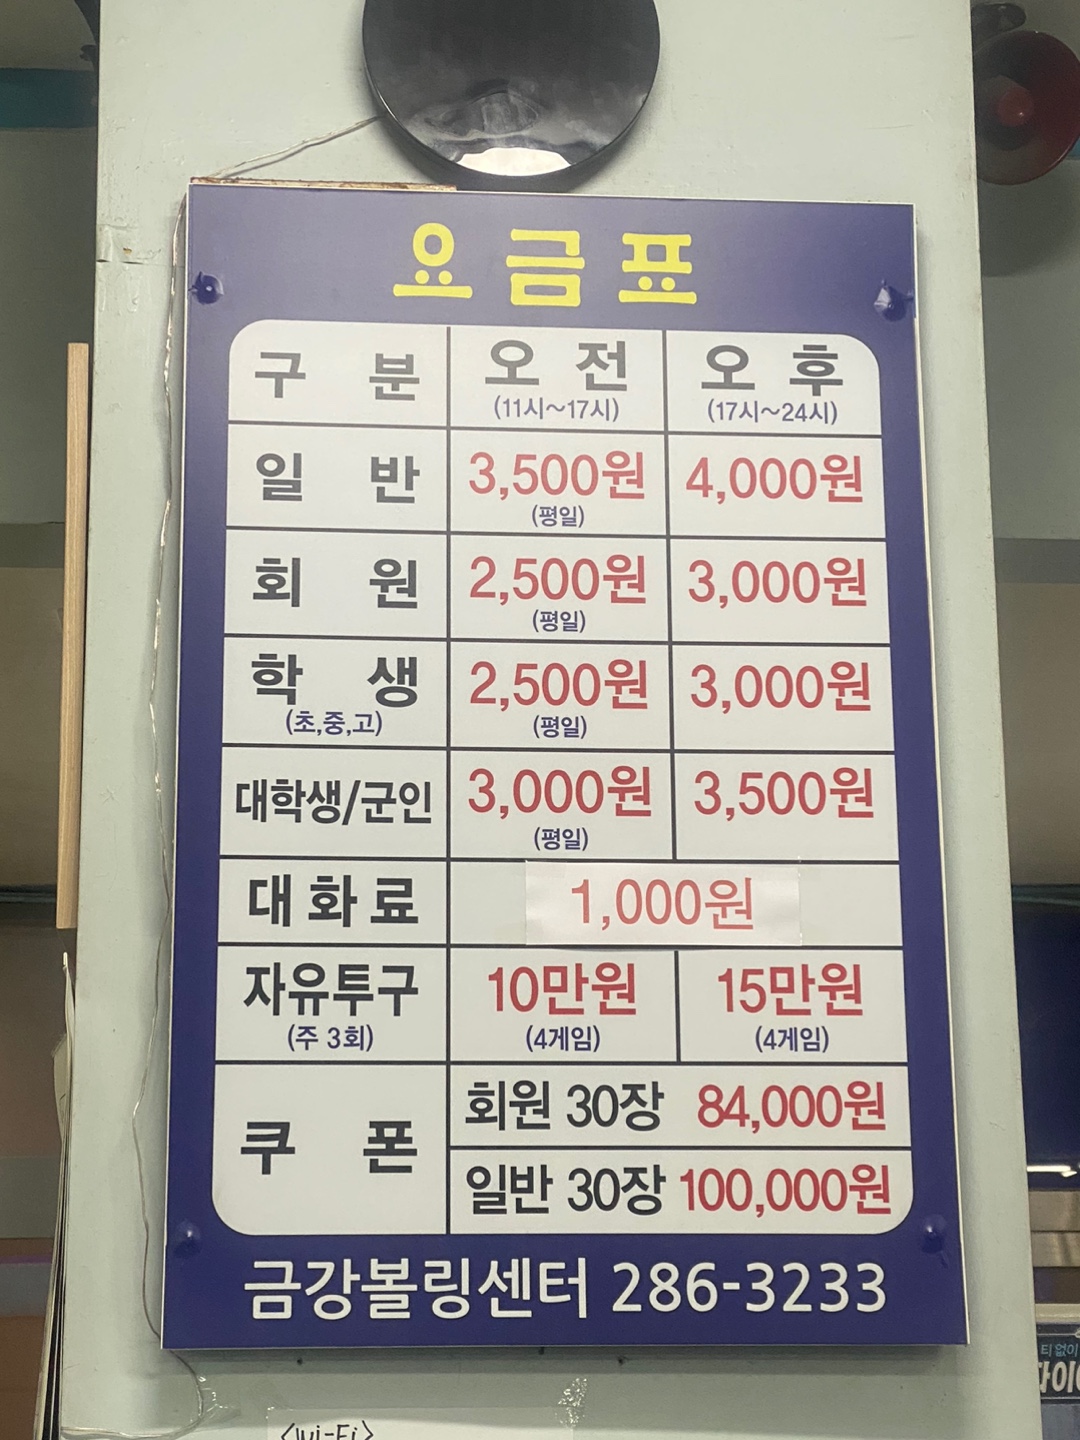 요금표
구 분 오 전 오 후
(11시~17시) (17시~24시)
일 반 3,500원 4,000원
(평일)
회 원 2,500원 3,000원
(평일)
학 생 2,500원 3,000원
(초,중,고) (평일)
대학생/군인 3,000원 3,500원
(평일)
대화료 1,000원
자유투구 10만원 15만원
(주 3회) (4게임) (4게임)
쿠 폰 회원 30장 84,000원
일반 30장 100,000원
금강볼링센터 286-3233
티 없이
<Wi-Fi>